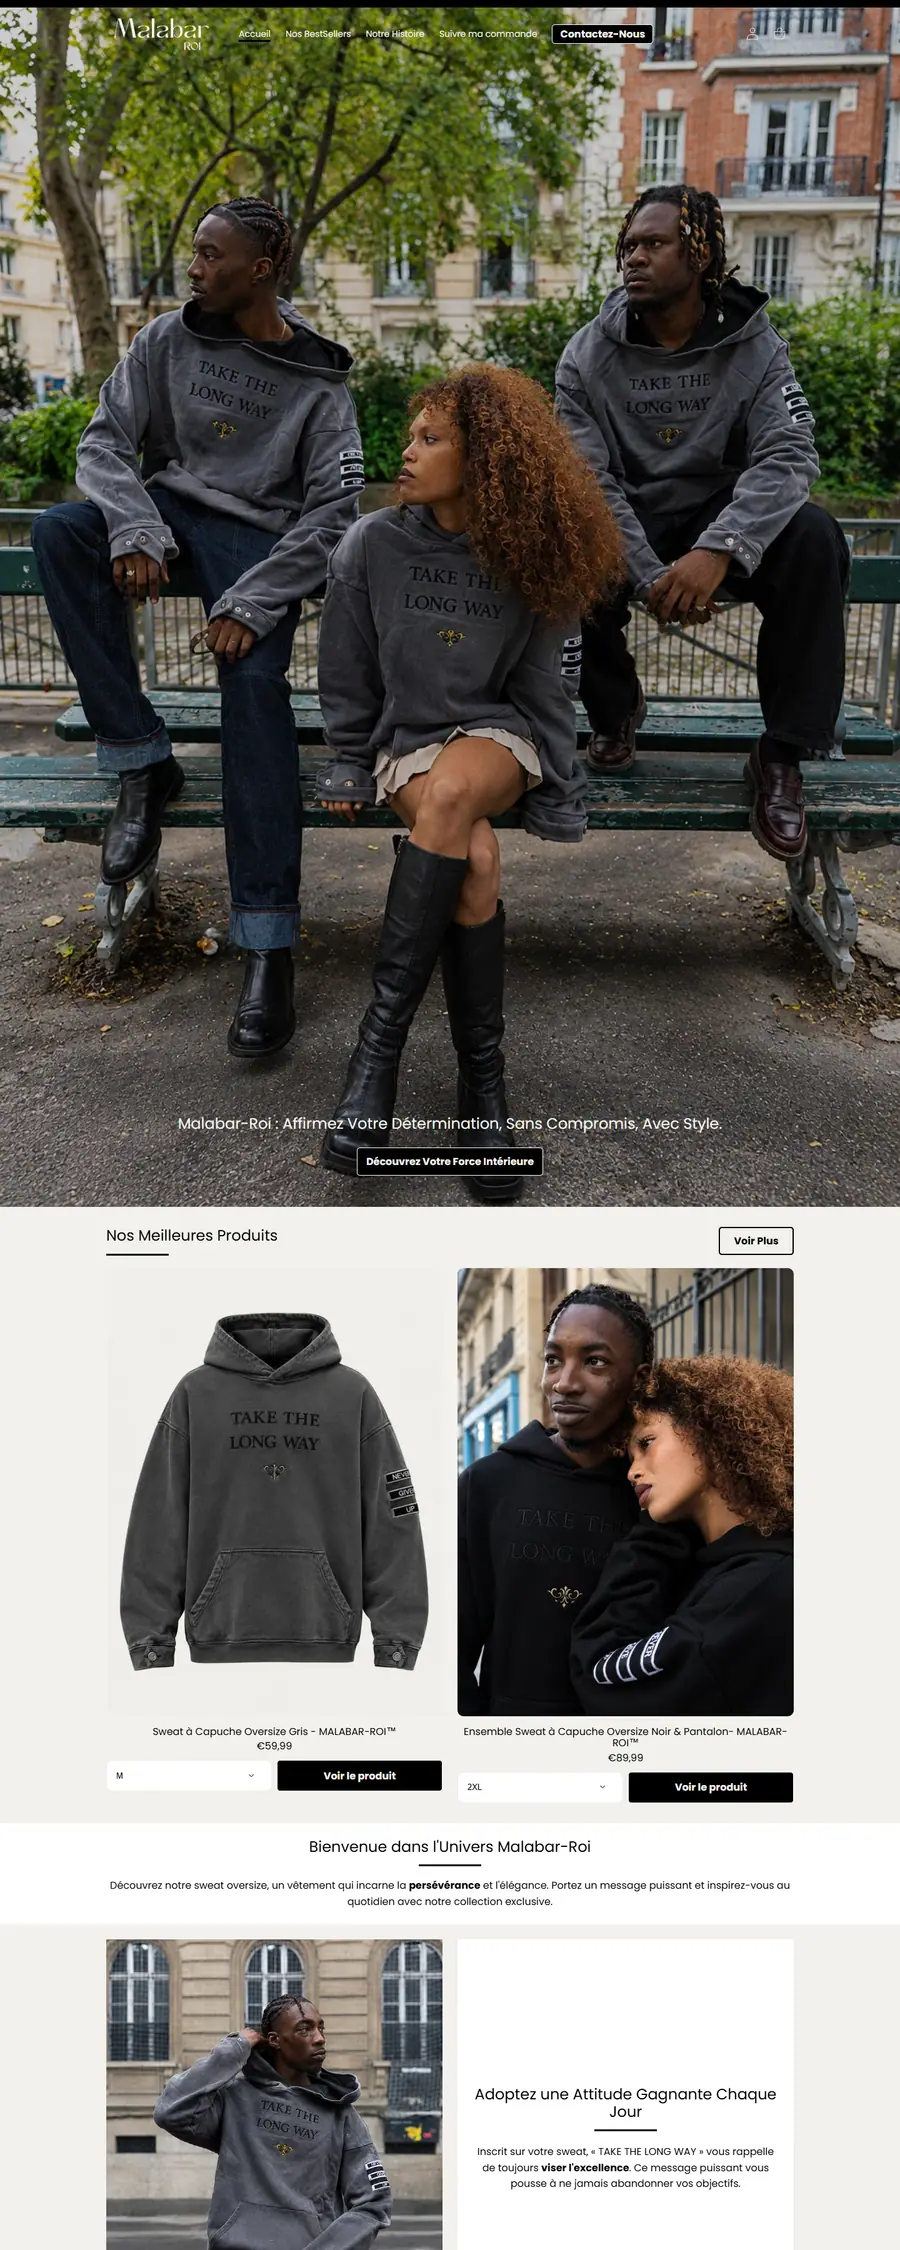 Malabar
ROI
Accueil
Nos BestSellers
Notre Histoire
Suivre ma commande
Contactez-Nous
TAKE THE
LONG WAY
TAKE THE
LONG WAY
TAKE THE
LONG WAY
Malabar-Roi : Affirmez Votre Détermination, Sans Compromis, Avec Style.
Découvrez Votre Force Intérieure
Nos Meilleures Produits
Voir Plus
TAKE THE
LONG WAY
NEVER
GIVE
UP
TAKE THE
LONG WAY
Sweat à Capuche Oversize Gris - MALABAR-ROI™
€59,99
M
Voir le produit
Ensemble Sweat à Capuche Oversize Noir & Pantalon- MALABAR-
ROI™
€89,99
2XL
Voir le produit
Bienvenue dans l'Univers Malabar-Roi
Découvrez notre sweat oversize, un vêtement qui incarne la persévérance et l'élégance. Portez un message puissant et inspirez-vous au
quotidien avec notre collection exclusive.
TAKE THE
LONG WAY
Adoptez une Attitude Gagnante Chaque
Jour
Inscrit sur votre sweat, « TAKE THE LONG WAY » vous rappelle
de toujours viser l'excellence. Ce message puissant vous
pousse à ne jamais abandonner vos objectifs.